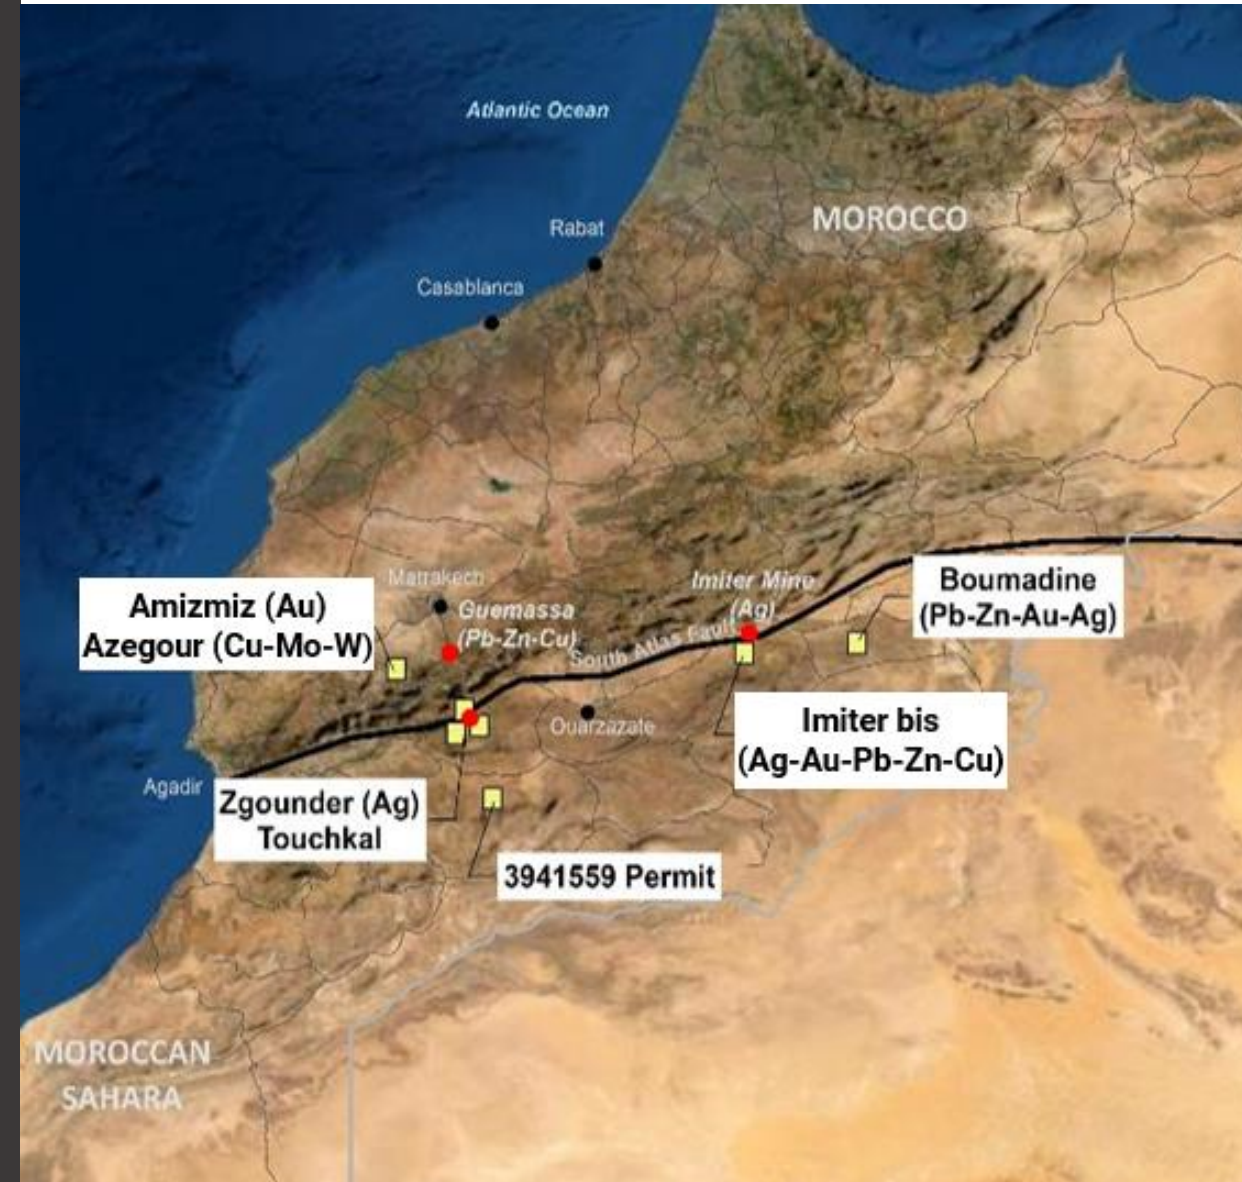 Atlantic Ocean
MOROCCO
Rabat
Casablanca
Marrakech
Guemassa
(Pb-Zn-Cu)
Imiter Mine
(Ag)
South Atlas Fault
Amizmiz (Au)
Azegour (Cu-Mo-W)
Boumadine
(Pb-Zn-Au-Ag)
Imiter bis
(Ag-Au-Pb-Zn-Cu)
Ouarzazate
Agadir
Zgounder (Ag)
Touchkal
3941559 Permit
MOROCCAN
SAHARA